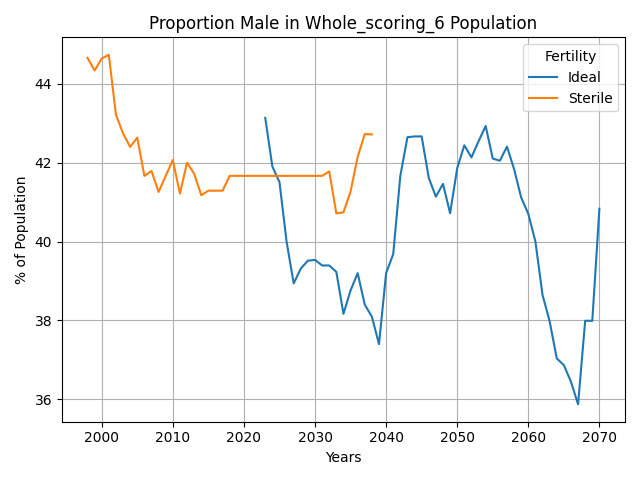 Proportion Male in Whole_scoring_6 Population
Fertility
Ideal
Sterile
% of Population
44
42
40
38
36
2000 2010 2020 2030 2040 2050 2060 2070
Years